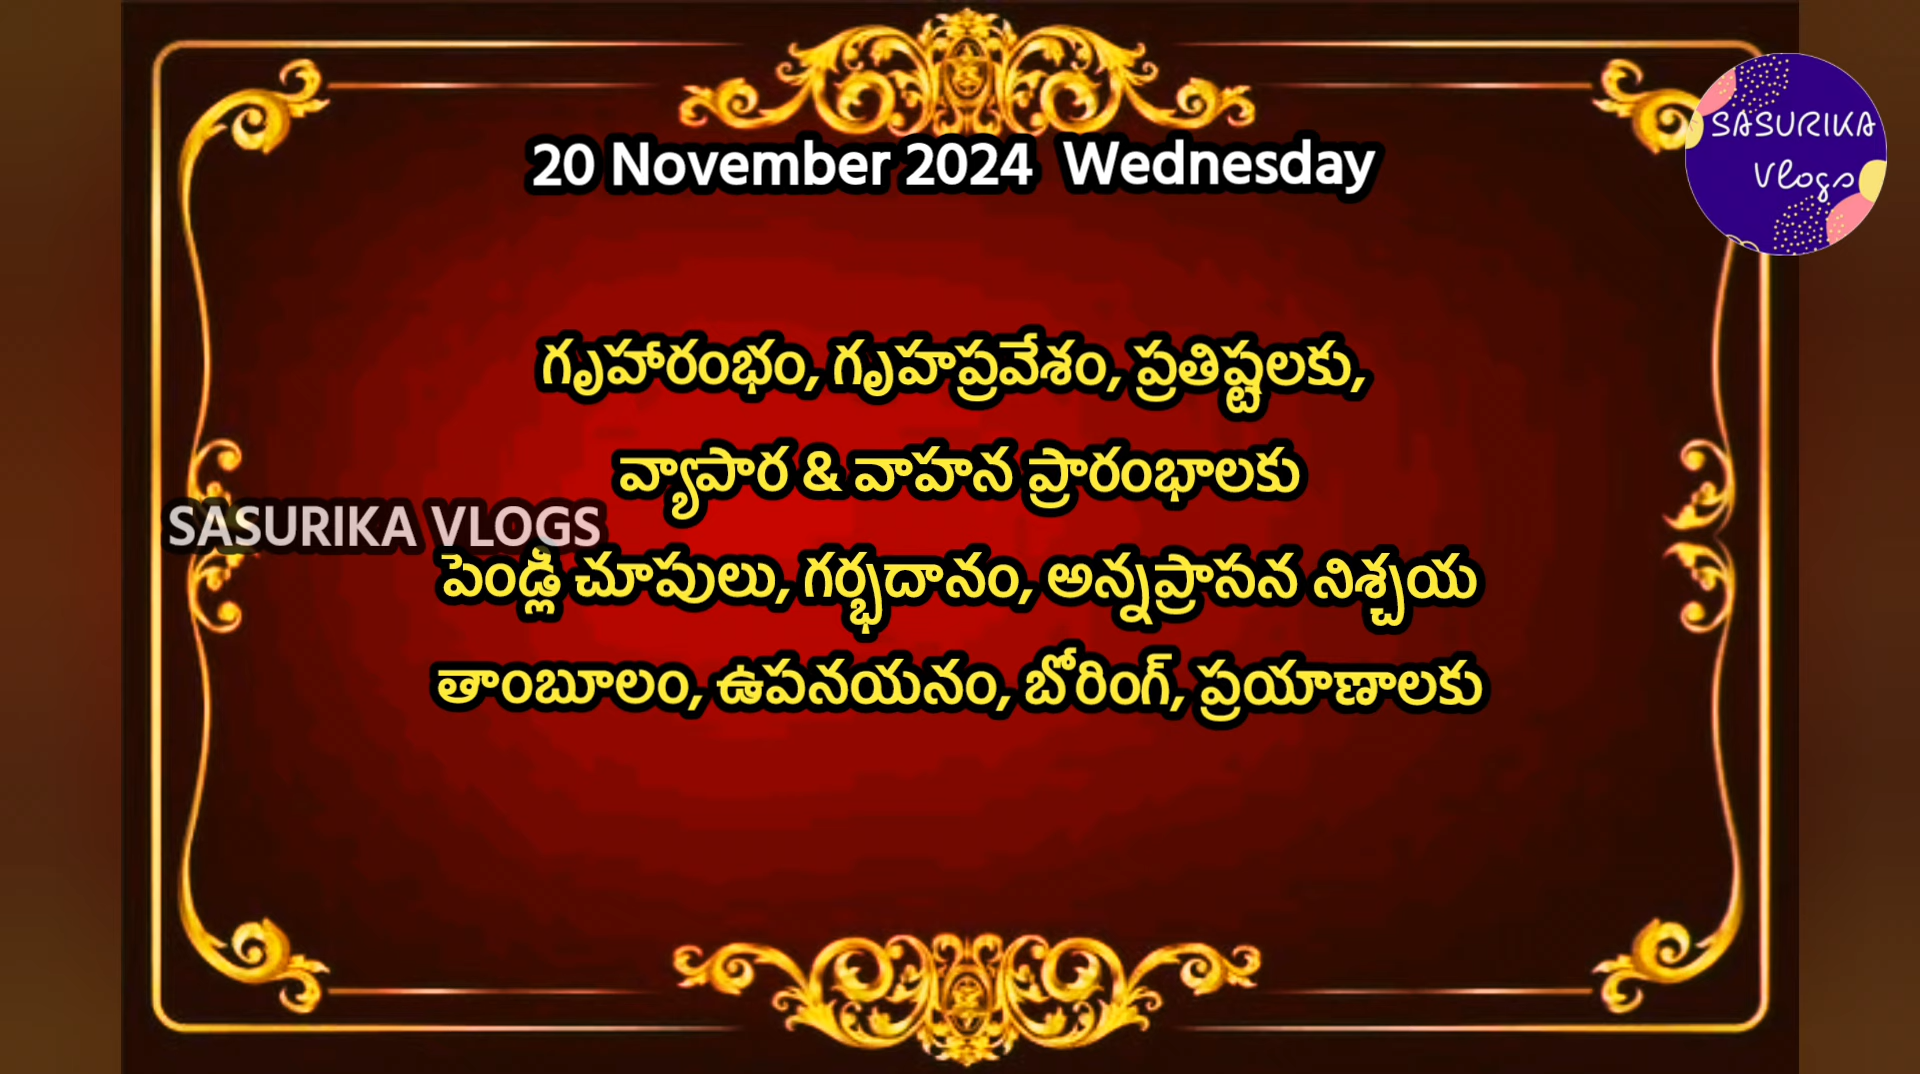 20 November 2024 Wednesday
SASURIKA
Vlogs
గృహారంభం, గృహప్రవేశం, ప్రతిష్టలకు,
వ్యాపార & వాహన ప్రారంభాలకు
SASURIKA VLOGS
పెండ్లి చూపులు, గర్భదానం, అన్నప్రాసన నిశ్చయ
తాంబూలం, ఉపనయనం, బోరింగ్, ప్రయాణాలకు